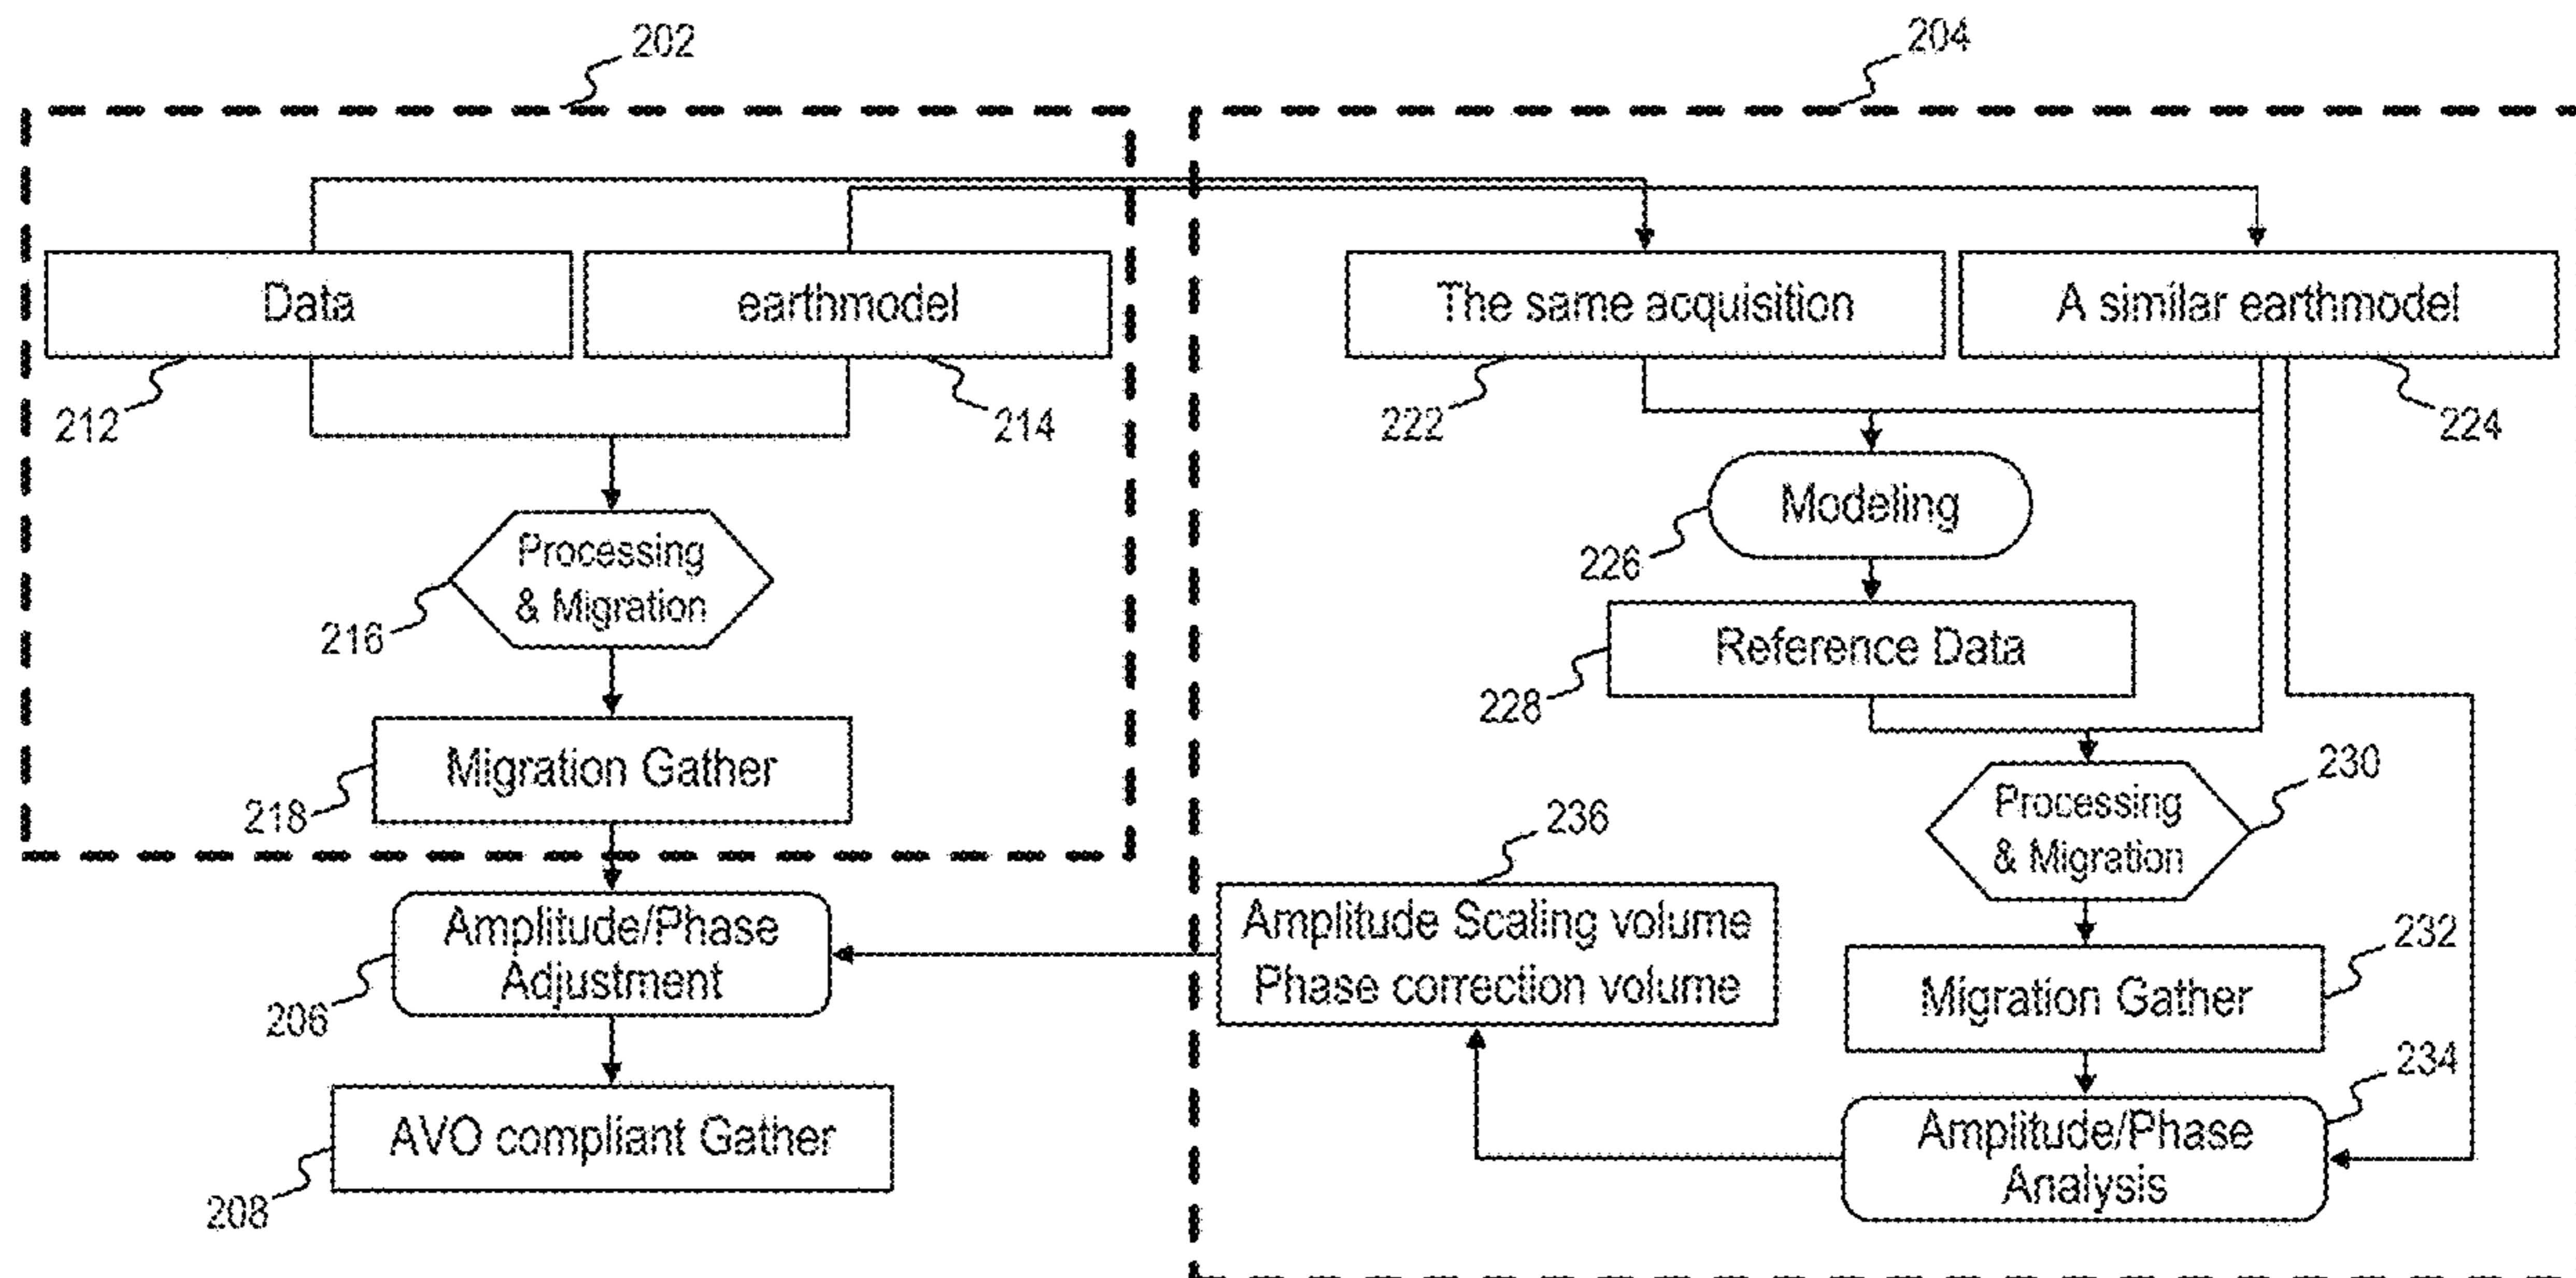 202
204
Data
earthmodel
The same acquisition
A similar earthmodel
212
214
222
224
Modeling
226
Processing
& Migration
216
Reference Data
228
Migration Gather
218
Processing
& Migration
230
236
Amplitude Scaling volume
Phase correction volume
Amplitude/Phase
Adjustment
206
Migration Gather
232
234
Amplitude/Phase
Analysis
AVO compliant Gather
208